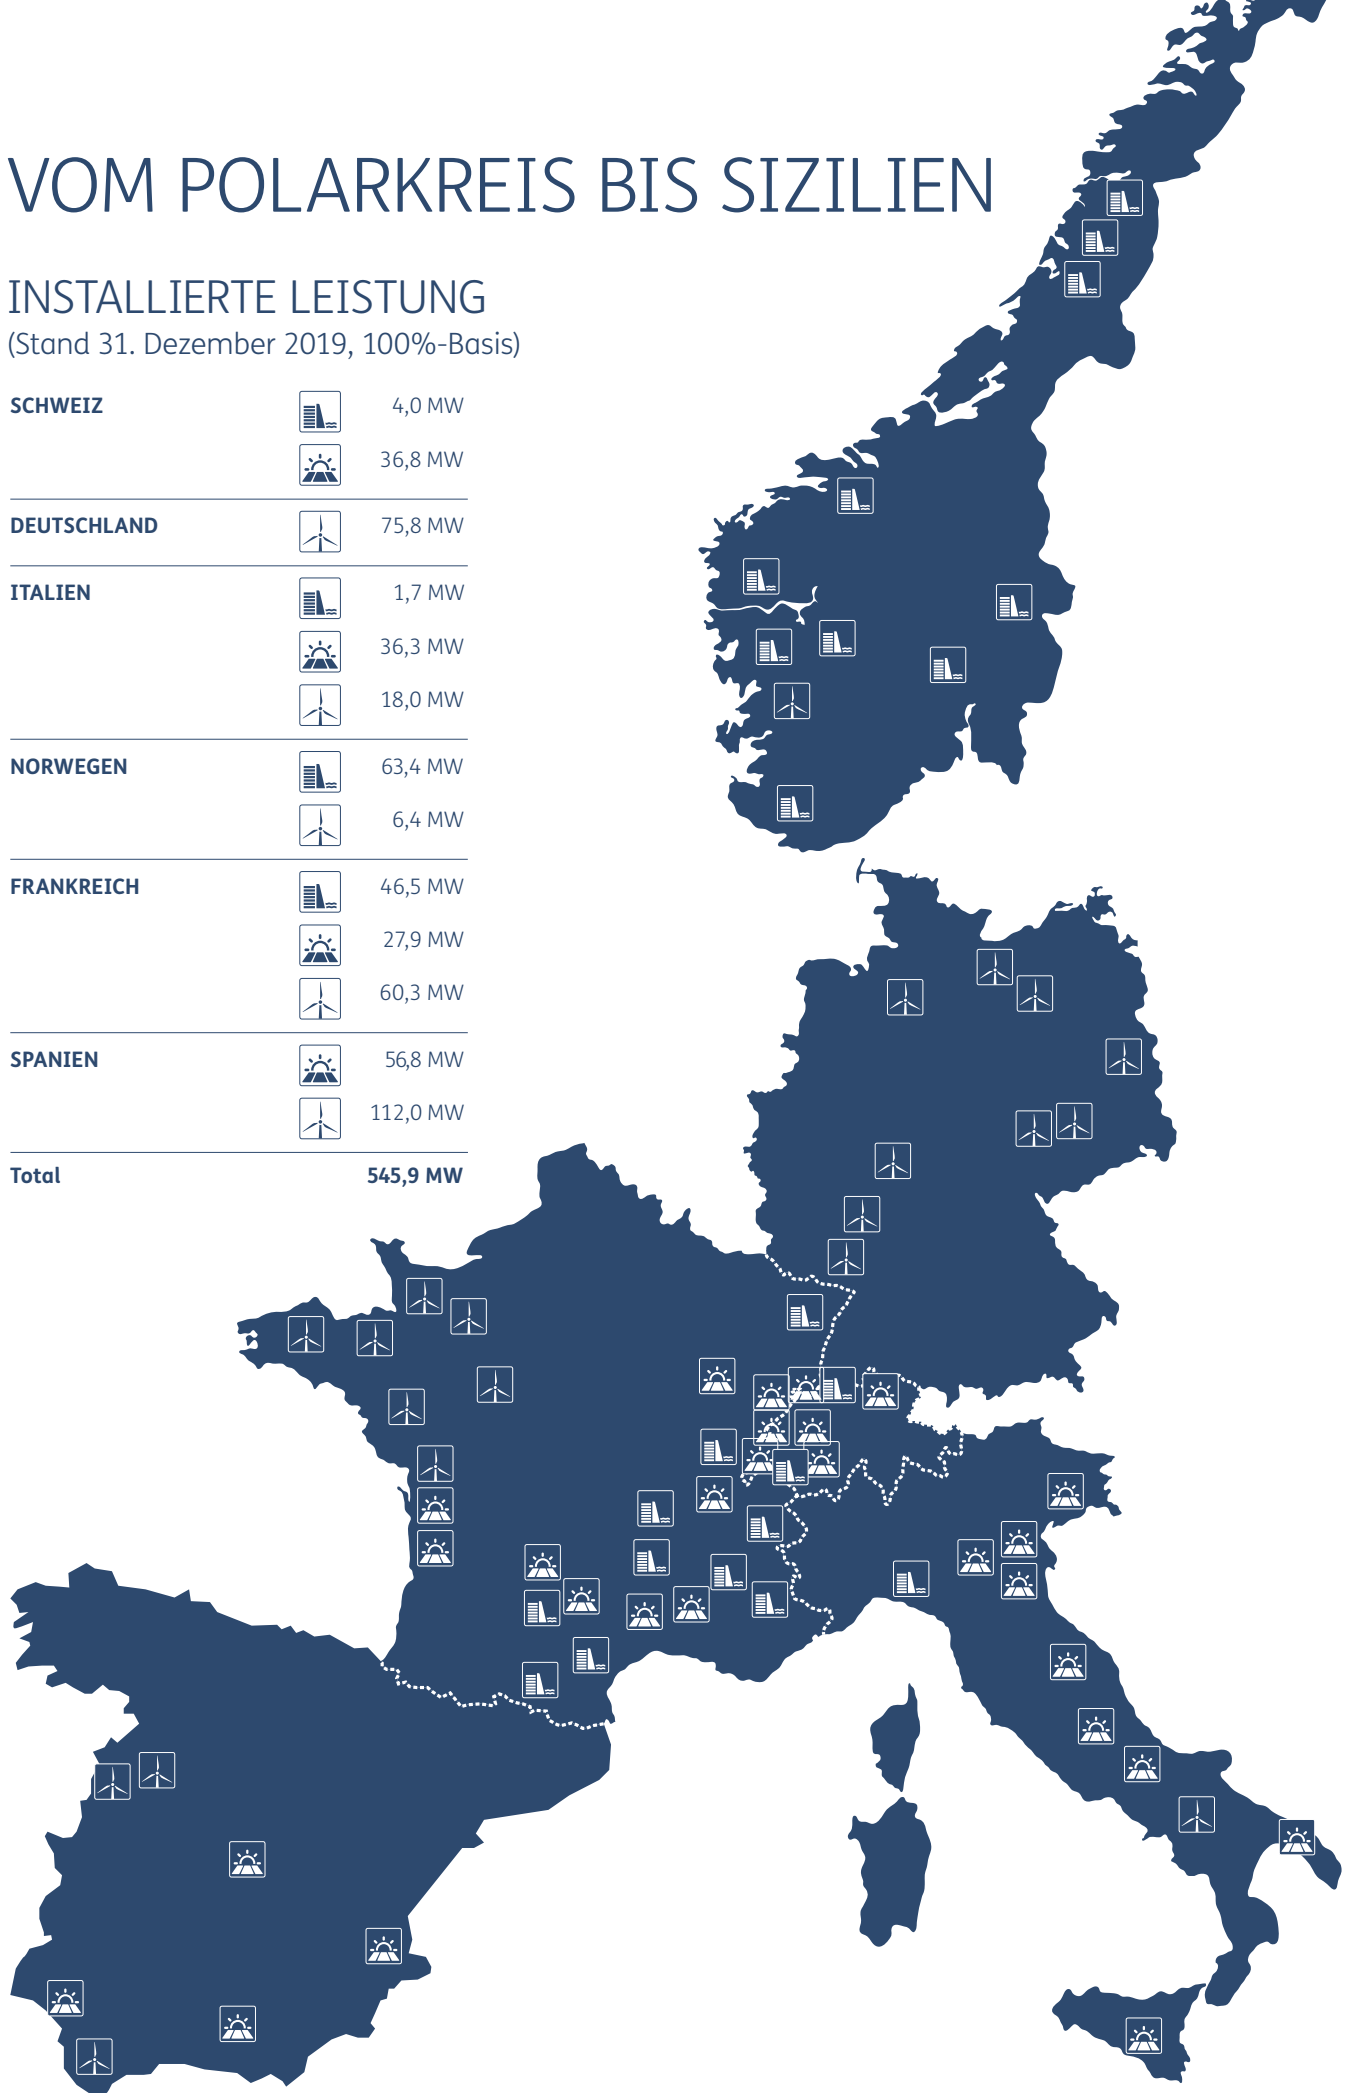 VOM POLARKREIS BIS SIZILIEN
INSTALLIERTE LEISTUNG
(Stand 31. Dezember 2019, 100%-Basis)
SCHWEIZ 4,0 MW
36,8 MW
DEUTSCHLAND 75,8 MW
ITALIEN 1,7 MW
36,3 MW
18,0 MW
NORWEGEN 63,4 MW
6,4 MW
FRANKREICH 46,5 MW
27,9 MW
60,3 MW
SPANIEN 56,8 MW
112,0 MW
Total 545,9 MW